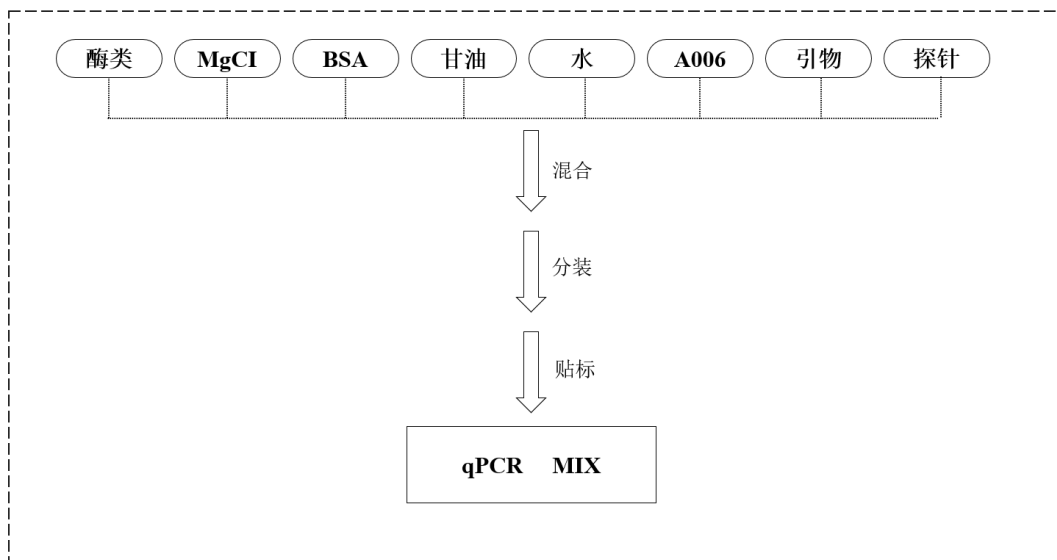 酶类 MgCI BSA 甘油 水 A006 引物 探针
混合
分装
贴标
qPCR MIX